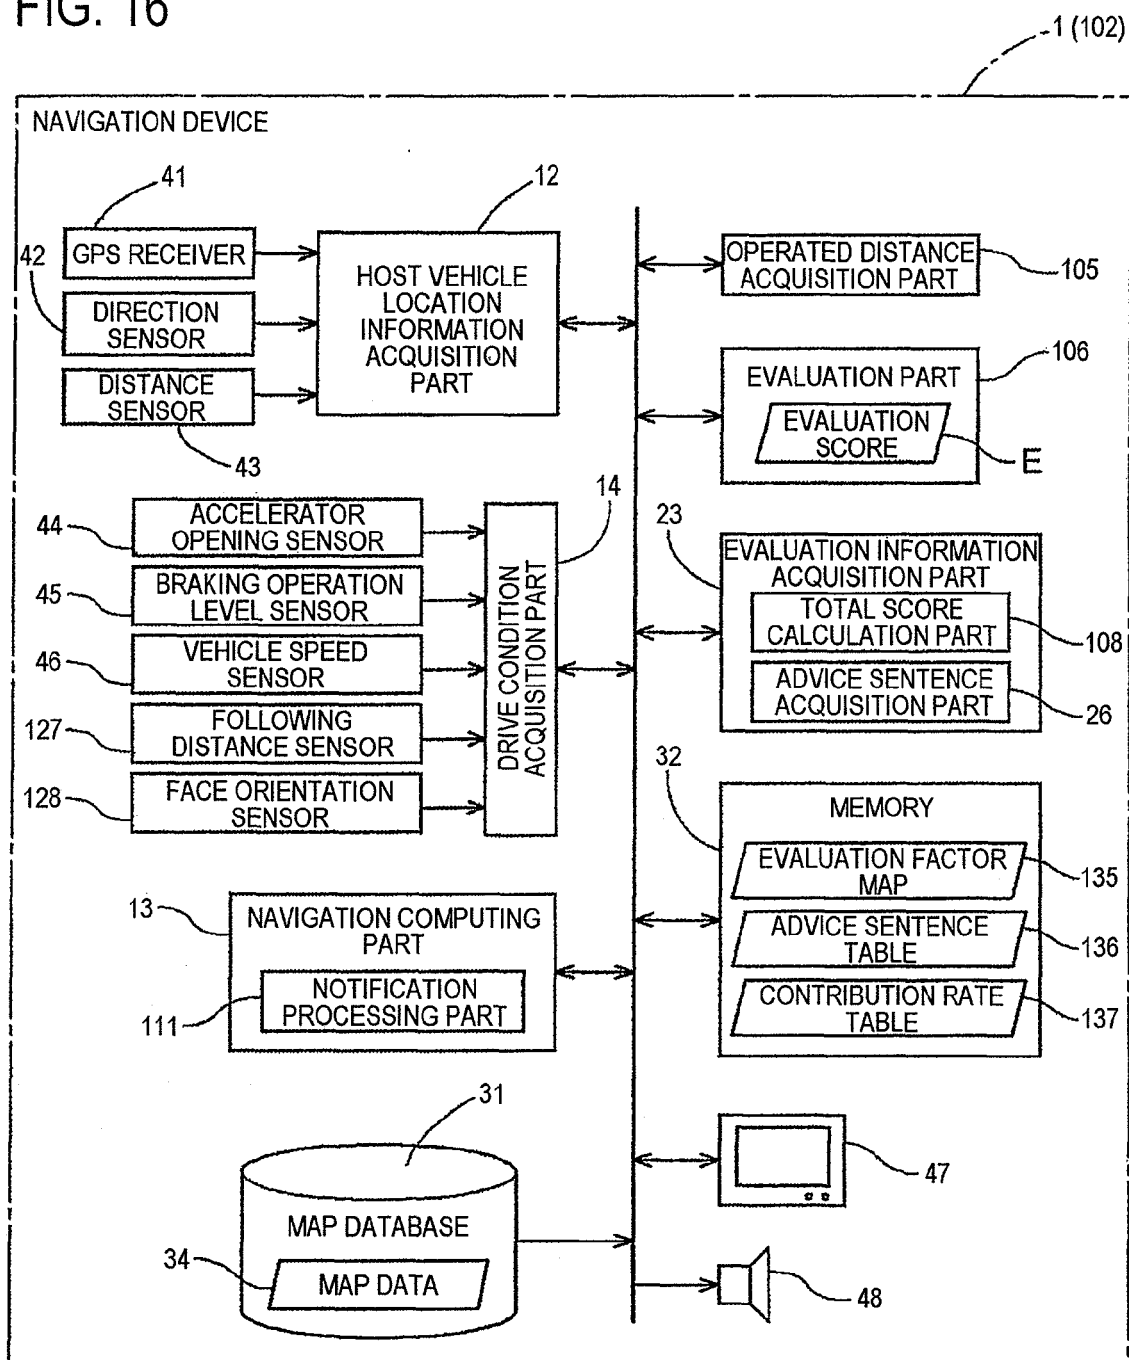 FIG. 16
1 (102)
NAVIGATION DEVICE
41
GPS RECEIVER
42
DIRECTION
SENSOR
DISTANCE
SENSOR
43
12
HOST VEHICLE
LOCATION
INFORMATION
ACQUISITION
PART
OPERATED DISTANCE
ACQUISITION PART
105
106
EVALUATION PART
EVALUATION
SCORE
E
44
ACCELERATOR
OPENING SENSOR
45
BRAKING OPERATION
LEVEL SENSOR
46
VEHICLE SPEED
SENSOR
127
FOLLOWING
DISTANCE SENSOR
128
FACE ORIENTATION
SENSOR
14
DRIVE CONDITION
ACQUISITION PART
23
EVALUATION INFORMATION
ACQUISITION PART
TOTAL SCORE
CALCULATION PART
108
ADVICE SENTENCE
ACQUISITION PART
26
32
MEMORY
EVALUATION FACTOR
MAP
135
ADVICE SENTENCE
TABLE
136
CONTRIBUTION RATE
TABLE
137
13
NAVIGATION COMPUTING
PART
111
NOTIFICATION
PROCESSING PART
31
MAP DATABASE
34
MAP DATA
47
48